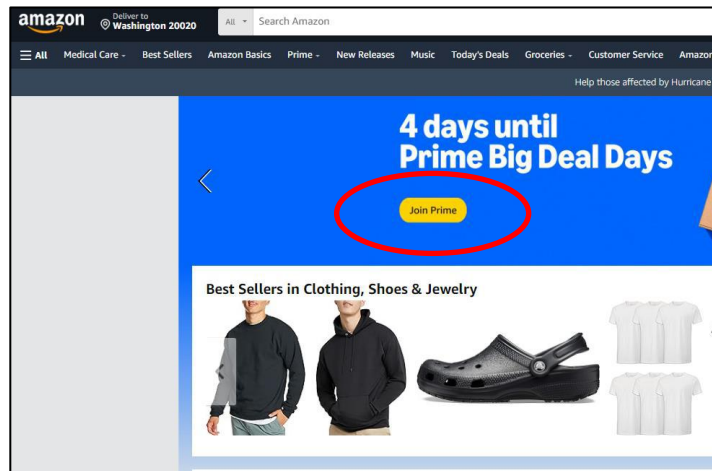 amazon
Deliver to
Washington 20020
All
Search Amazon
All Medical Care Best Sellers Amazon Basics Prime New Releases Music Today's Deals Groceries Customer Service Amazon
Help those affected by Hurricane
4 days until
Prime Big Deal Days
Join Prime
Best Sellers in Clothing, Shoes & Jewelry